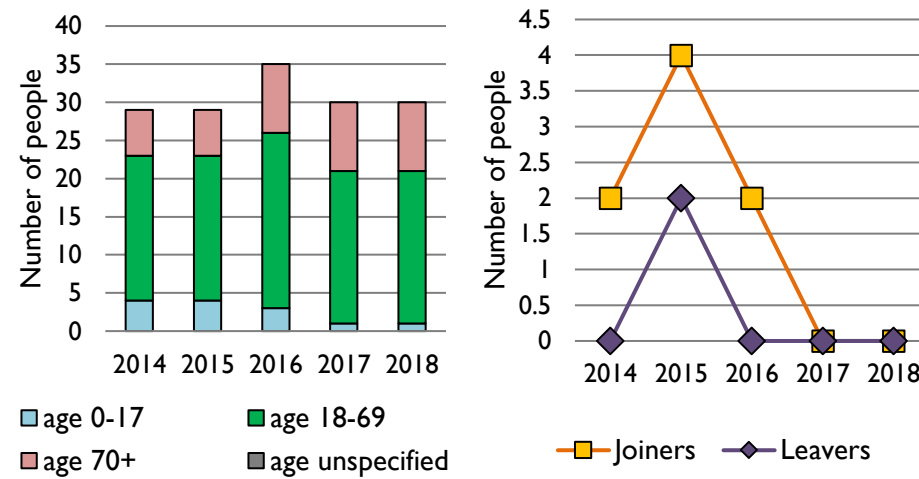 Number of people
40
35
30
25
20
15
10
5
0
2014 2015 2016 2017 2018
age 0-17 age 18-69
age 70+ age unspecified
Number of people
4.5
4
3.5
3
2.5
2
1.5
1
0.5
0
2014 2015 2016 2017 2018
Joiners Leavers